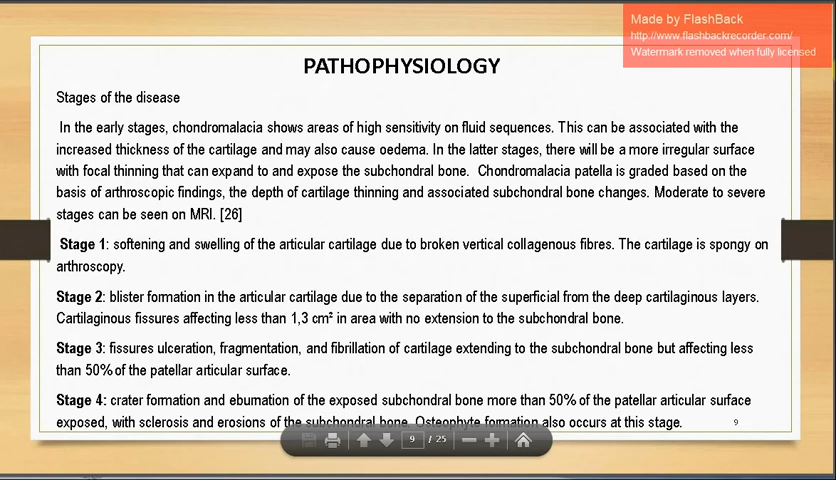 Made by FlashBack
http://www.flashbackrecorder.com/
Watermark removed when fully licensed
PATHOPHYSIOLOGY
Stages of the disease
In the early stages, chondromalacia shows areas of high sensitivity on fluid sequences. This can be associated with the
increased thickness of the cartilage and may also cause oedema. In the latter stages, there will be a more irregular surface
with focal thinning that can expand to and expose the subchondral bone. Chondromalacia patella is graded based on the
basis of arthroscopic findings, the depth of cartilage thinning and associated subchondral bone changes. Moderate to severe
stages can be seen on MRI. [26]
Stage 1: softening and swelling of the articular cartilage due to broken vertical collagenous fibres. The cartilage is spongy on
arthroscopy.
Stage 2: blister formation in the articular cartilage due to the separation of the superficial from the deep cartilaginous layers.
Cartilaginous fissures affecting less than 1,3 cm² in area with no extension to the subchondral bone.
Stage 3: fissures ulceration, fragmentation, and fibrillation of cartilage extending to the subchondral bone but affecting less
than 50% of the patellar articular surface.
Stage 4: crater formation and eburnation of the exposed subchondral bone more than 50% of the patellar articular surface
exposed, with sclerosis and erosions of the subchondral bone. Osteophyte formation also occurs at this stage.
9
9 / 25